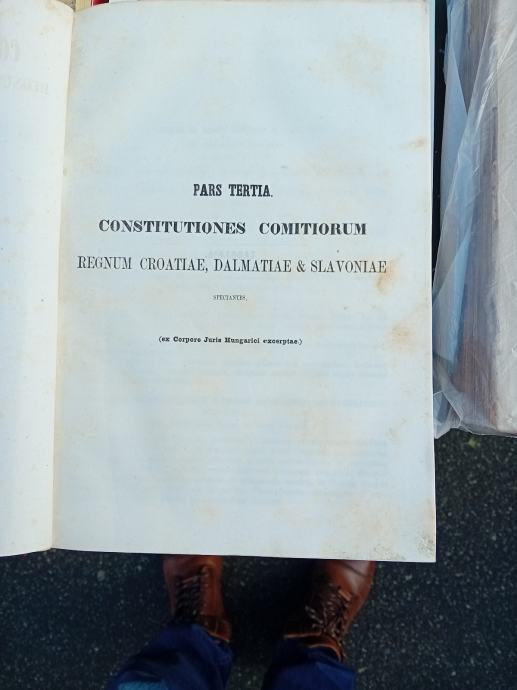 PARS TERTIA.
CONSTITUTIONES COMITIORUM
REGNUM CROATIAE, DALMATIAE & SLAVONIAE
SPECTANTES,
(ex Corpore Juris Hungarici excerptae.)